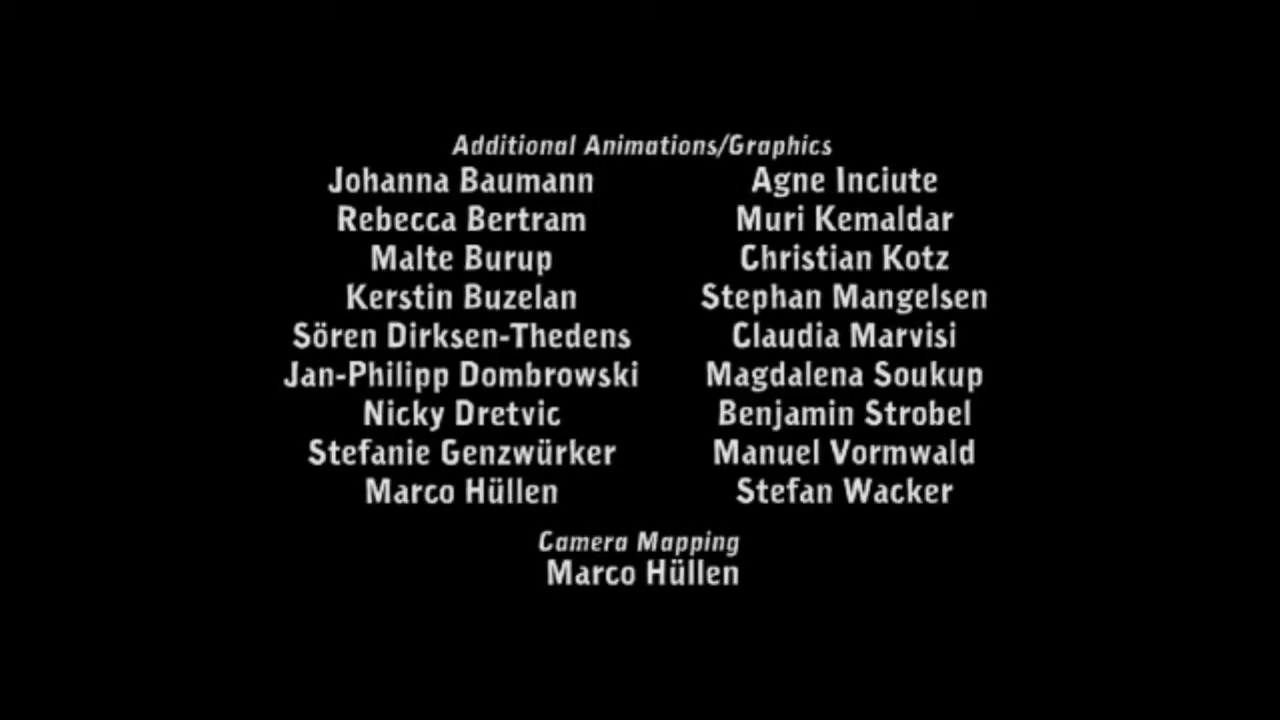 Additional Animations/Graphics
Johanna Baumann
Rebecca Bertram
Malte Burup
Kerstin Buzelan
Sören Dirksen-Thedens
Jan-Philipp Dombrowski
Nicky Dretvic
Stefanie Genzwürker
Marco Hüllen
Agne Inciute
Muri Kemaldar
Christian Kotz
Stephan Mangelsen
Claudia Marvisi
Magdalena Soukup
Benjamin Strobel
Manuel Vormwald
Stefan Wacker
Camera Mapping
Marco Hüllen